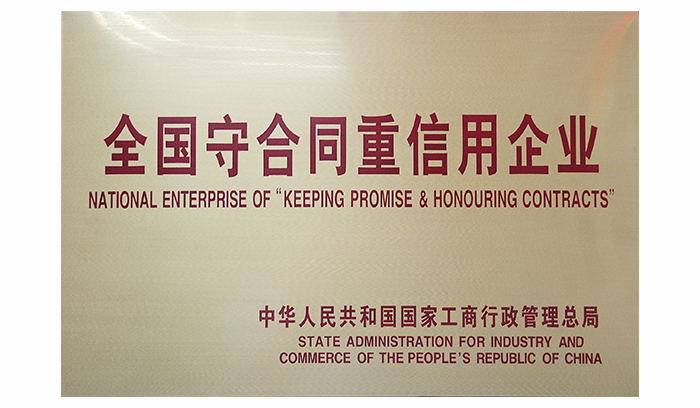 全国守合同重信用企业
NATIONAL ENTERPRISE OF “KEEPING PROMISE & HONOURING CONTRACTS”
中华人民共和国国家工商行政管理总局
STATE ADMINISTRATION FOR INDUSTRY AND
COMMERCE OF THE PEOPLE'S REPUBLIC OF CHINA